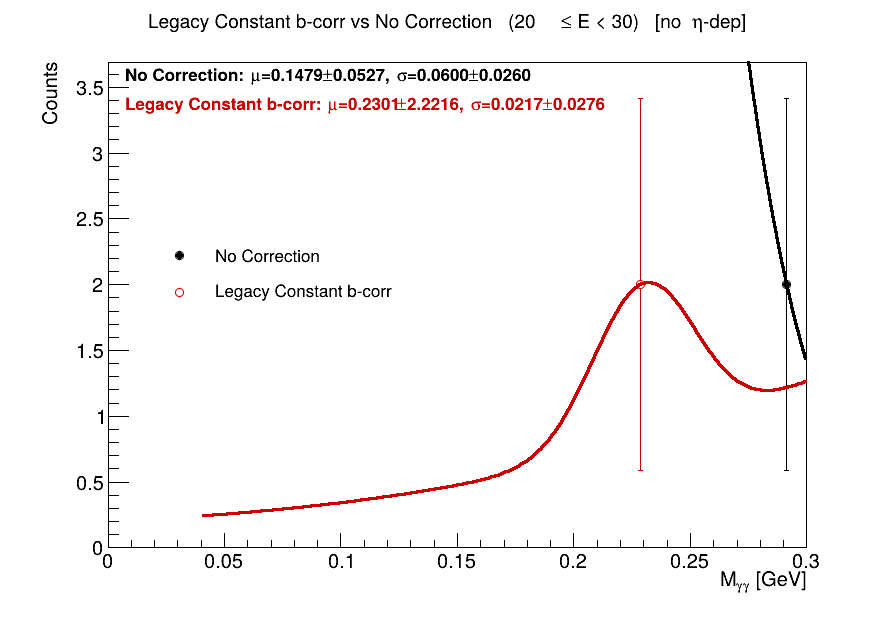 Legacy Constant b-corr vs No Correction (20 ≤ E < 30) [no η-dep]
Counts
No Correction: μ=0.1479±0.0527, σ=0.0600±0.0260
Legacy Constant b-corr: μ=0.2301±2.2216, σ=0.0217±0.0276
3.5
3
2.5
2
1.5
1
0.5
0
No Correction
Legacy Constant b-corr
0 0.05 0.1 0.15 0.2 0.25 0.3
Mγγ [GeV]